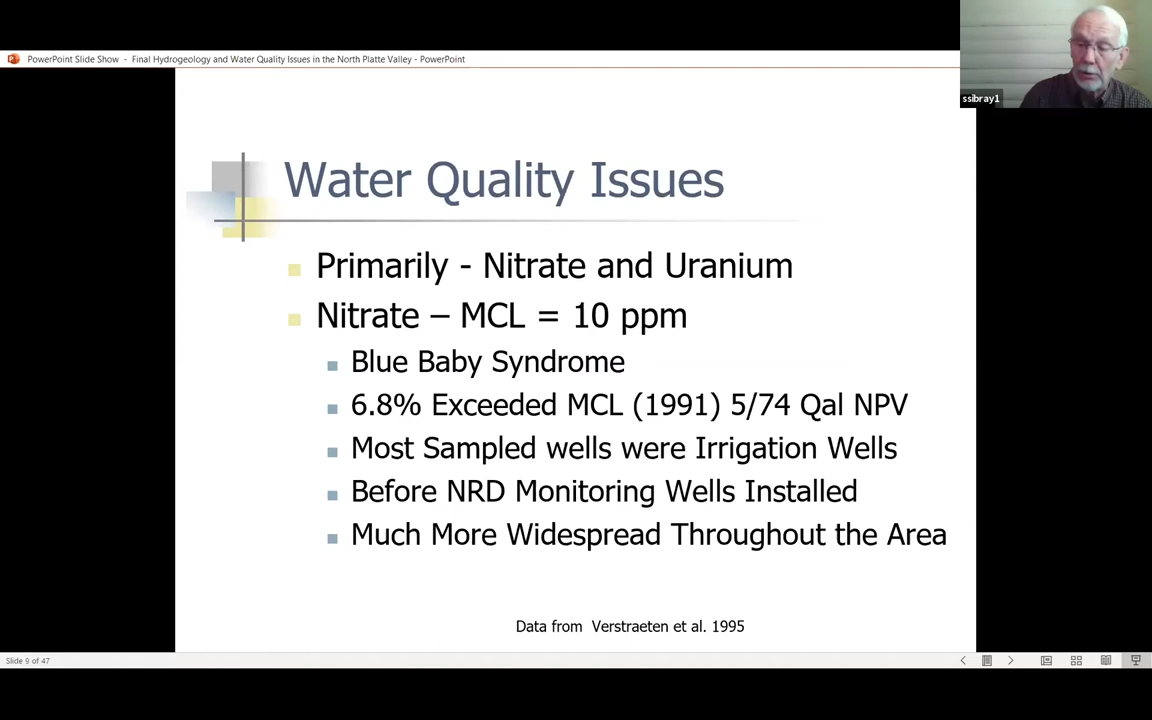 PowerPoint Slide Show - Final Hydrogeology and Water Quality Issues in the North Platte Valley - PowerPoint
ssibray1
Water Quality Issues
Primarily - Nitrate and Uranium
Nitrate – MCL = 10 ppm
Blue Baby Syndrome
6.8% Exceeded MCL (1991) 5/74 Qal NPV
Most Sampled wells were Irrigation Wells
Before NRD Monitoring Wells Installed
Much More Widespread Throughout the Area
Data from Verstraeten et al. 1995
Slide 9 of 47